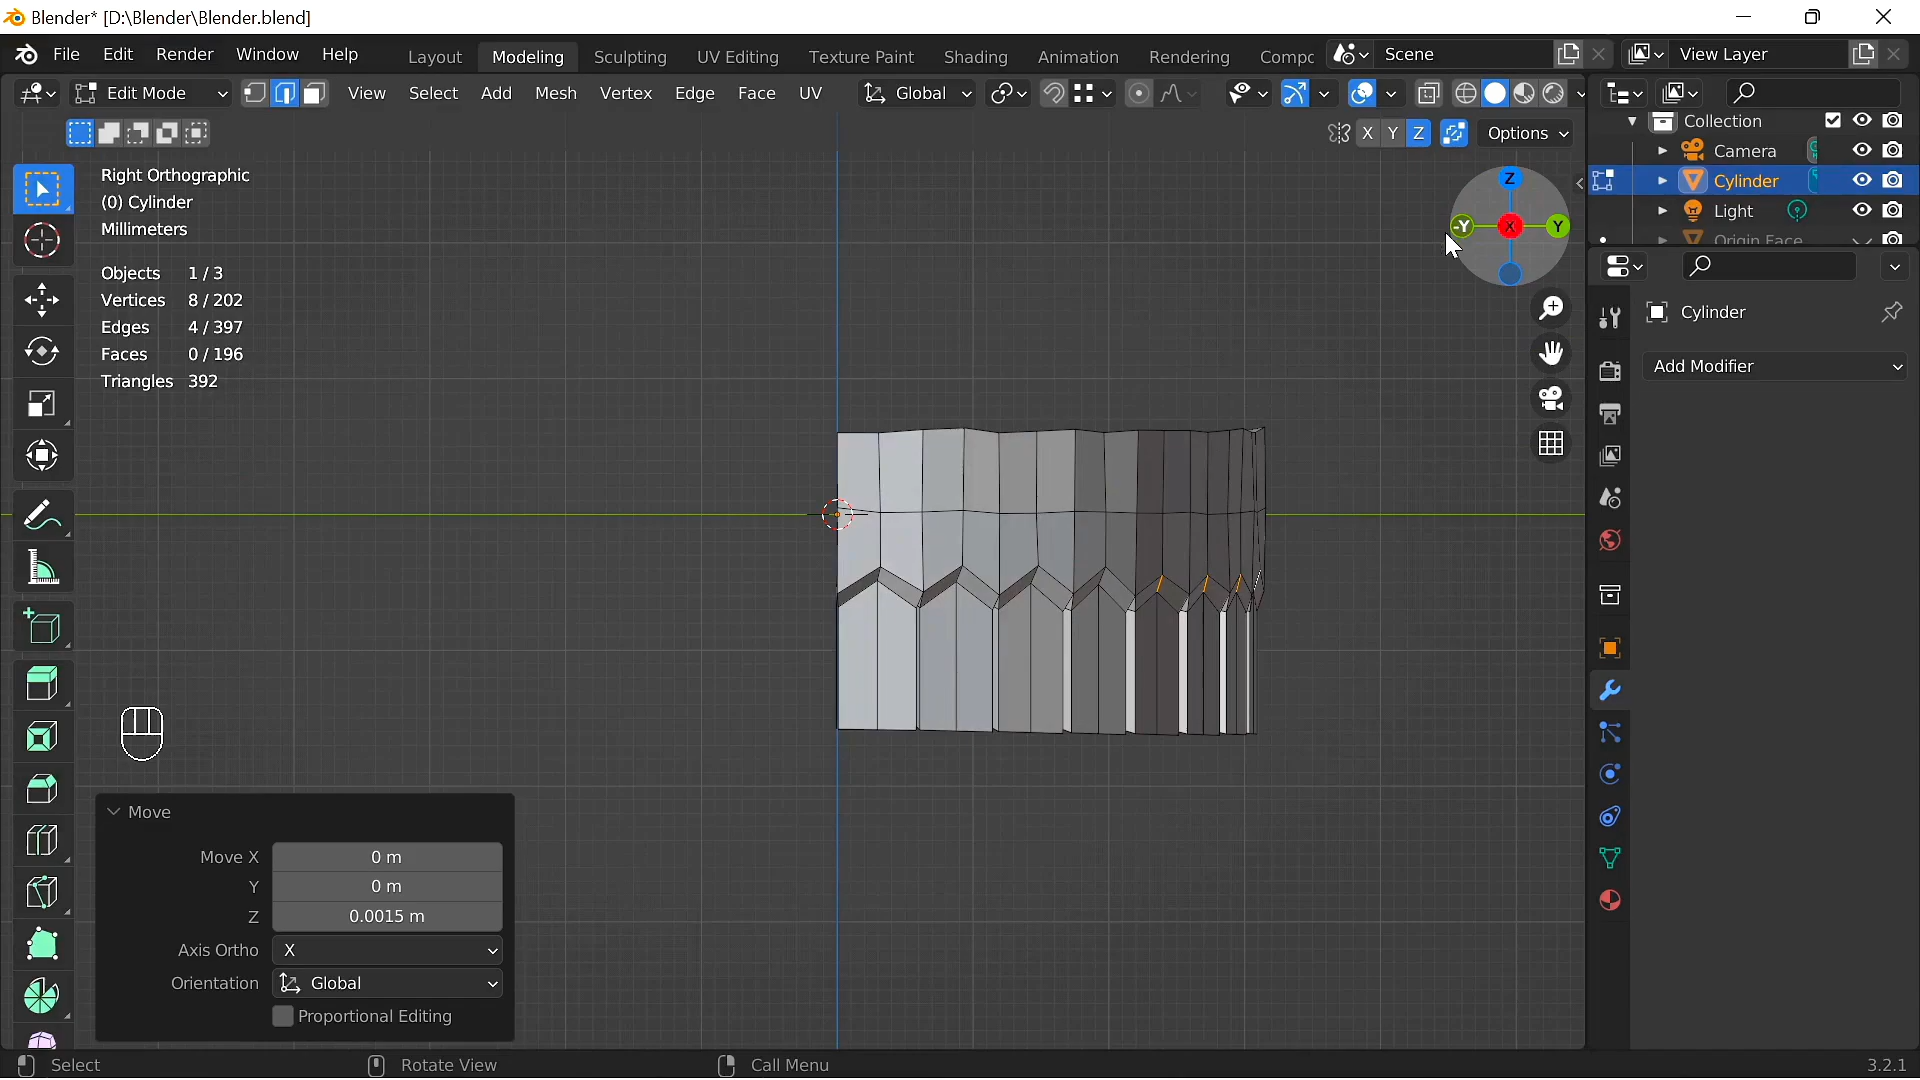 Blender* [D:\Blender\Blender.blend]
File Edit Render Window Help Layout Modeling Sculpting UV Editing Texture Paint Shading Animation Rendering Compc Scene View Layer
Edit Mode View Select Add Mesh Vertex Edge Face UV Global
X Y Z Options
Collection
Camera
Cylinder
Light
Origin Face
Right Orthographic
(0) Cylinder
Millimeters
Objects 1 / 3
Vertices 8 / 202
Edges 4 / 397
Faces 0 / 196
Triangles 392
Z
-Y X Y
Cylinder
Add Modifier
Move
Move X 0 m
Y 0 m
Z 0.0015 m
Axis Ortho X
Orientation Global
Proportional Editing
Select Rotate View Call Menu 3.2.1